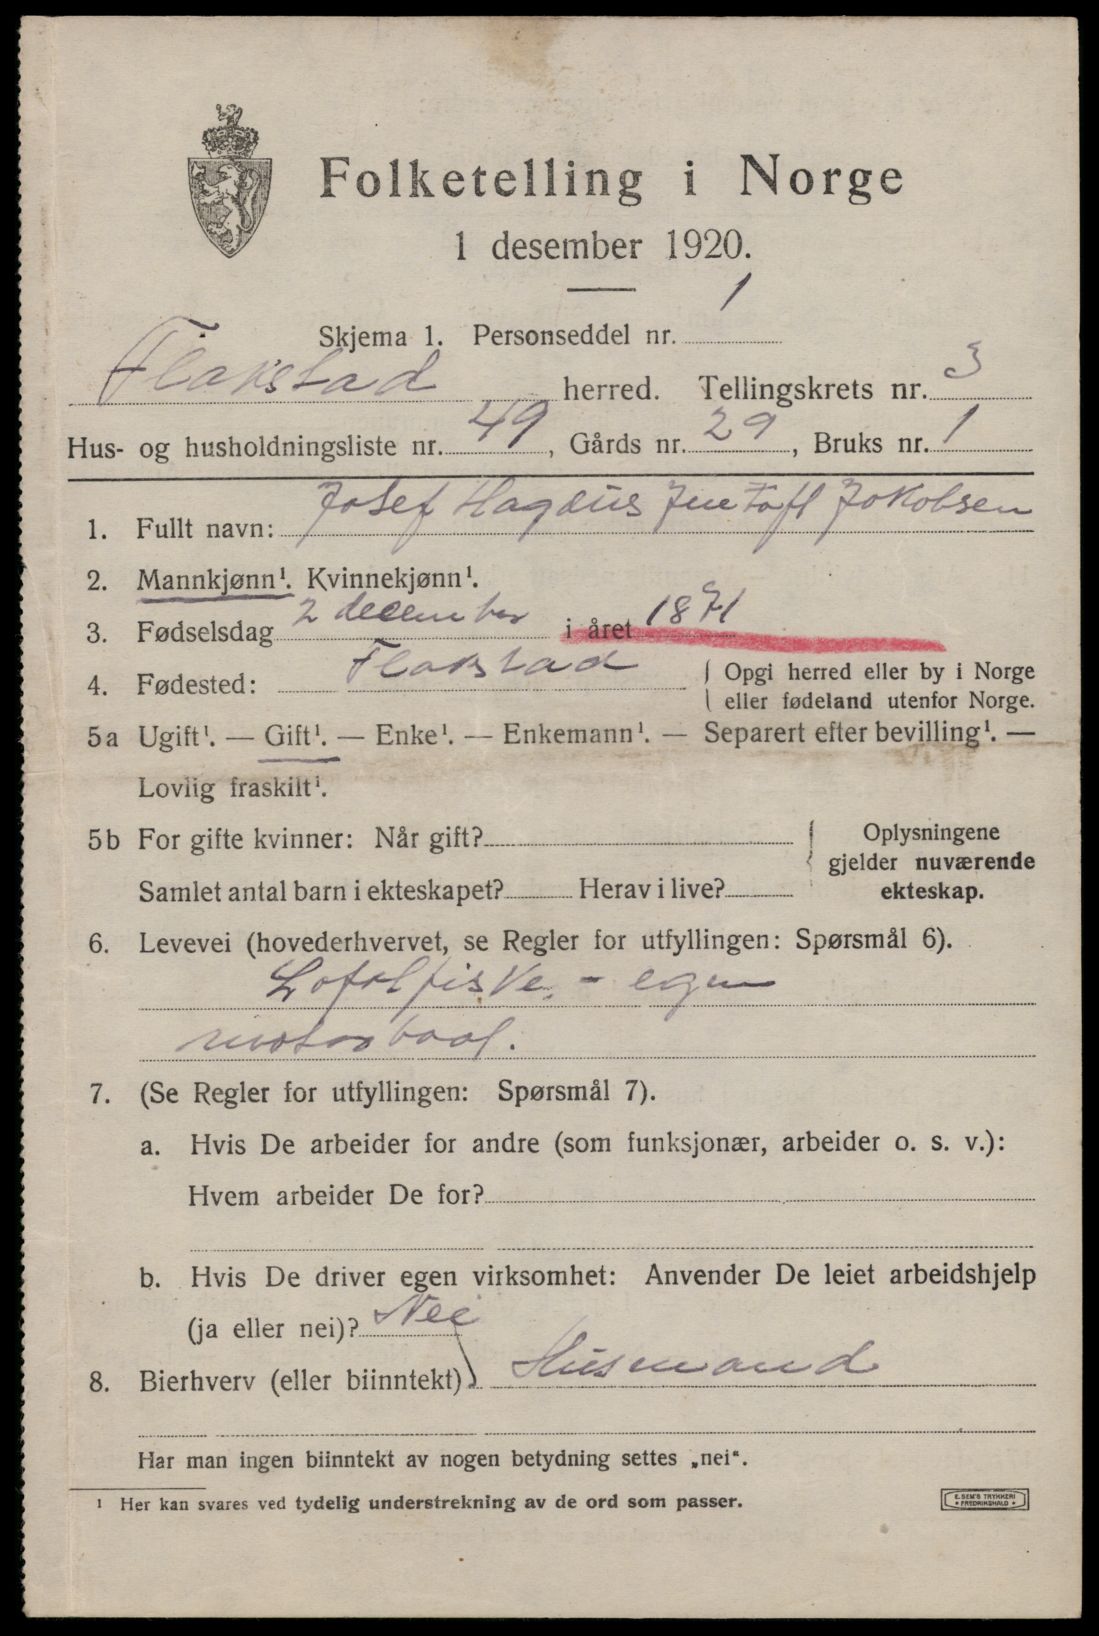 Folketelling i Norge
1 desember 1920.
Skjema 1. Personseddel nr. 1
Flakstad herred. Tellingskrets nr. 3
Hus- og husholdningsliste nr. 49, Gårds nr. 29, Bruks nr. 1
1. Fullt navn: Josef Hagæus Jentoft Jakobsen
2. Mannkjønn¹. Kvinnekjønn¹.
3. Fødselsdag 2 december i året 1871
4. Fødested: Flakstad { Opgi herred eller by i Norge
eller fødeland utenfor Norge.
5a Ugift¹. — Gift¹. — Enke¹. — Enkemann¹. — Separert efter bevilling¹. —
Lovlig fraskilt¹.
5b For gifte kvinner: Når gift?
Samlet antal barn i ekteskapet? Herav i live?
{ Oplysningene
gjelder nuværende
ekteskap.
6. Levevei (hovederhvervet, se Regler for utfyllingen: Spørsmål 6).
Lofotfiske. - egen
motorbaat.
7. (Se Regler for utfyllingen: Spørsmål 7).
a. Hvis De arbeider for andre (som funksjonær, arbeider o. s. v.):
Hvem arbeider De for?
b. Hvis De driver egen virksomhet: Anvender De leiet arbeidshjelp
(ja eller nei)? Nei
8. Bierhverv (eller biinntekt) Husmand
Har man ingen biinntekt av nogen betydning settes „nei“.
¹ Her kan svares ved tydelig understrekning av de ord som passer.
E. SEM'S TRYKKERI
• FREDRIKSHALD •